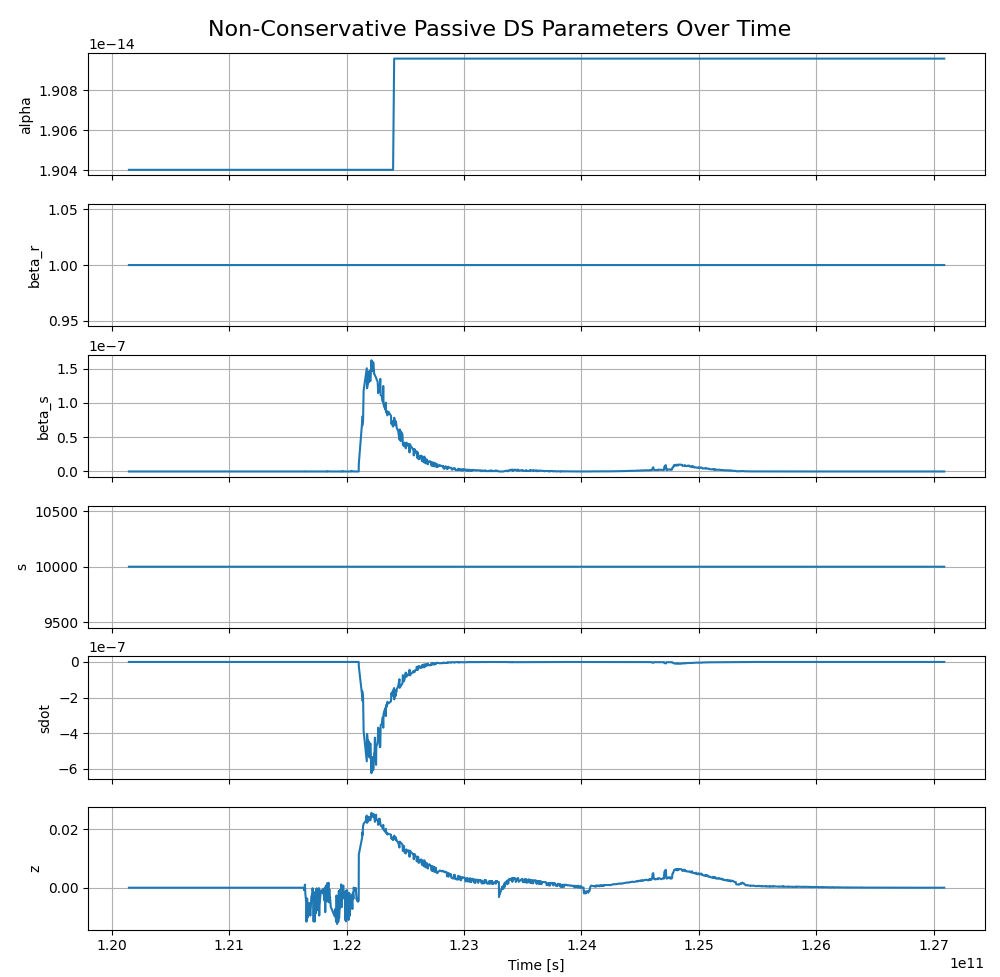 Non-Conservative Passive DS Parameters Over Time
1e−14
1.908
1.906
1.904
alpha
1.05
1.00
0.95
beta_r
1e−7
1.5
1.0
0.5
0.0
beta_s
10500
10000
9500
s
1e−7
0
−2
−4
−6
sdot
0.02
0.00
z
1.20 1.21 1.22 1.23 1.24 1.25 1.26 1.27
Time [s]
1e11